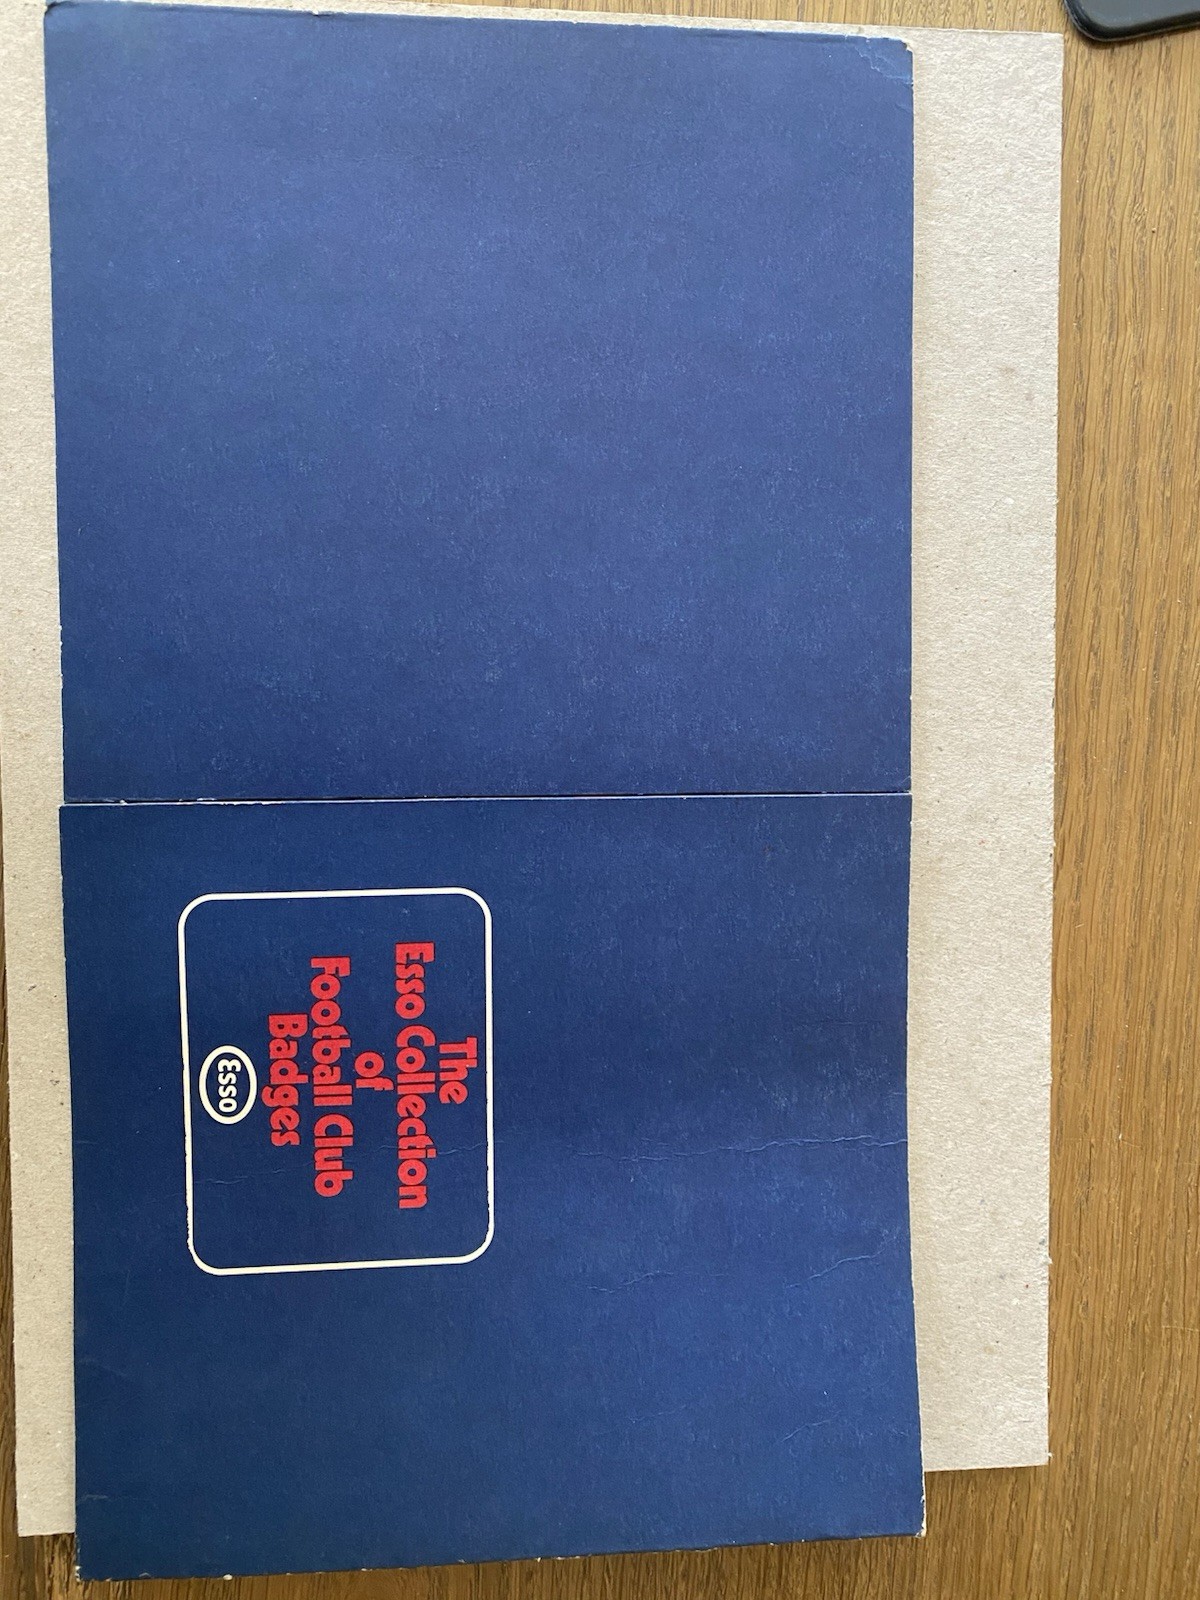 The
Esso Collection
of
Football Club
Badges
Esso